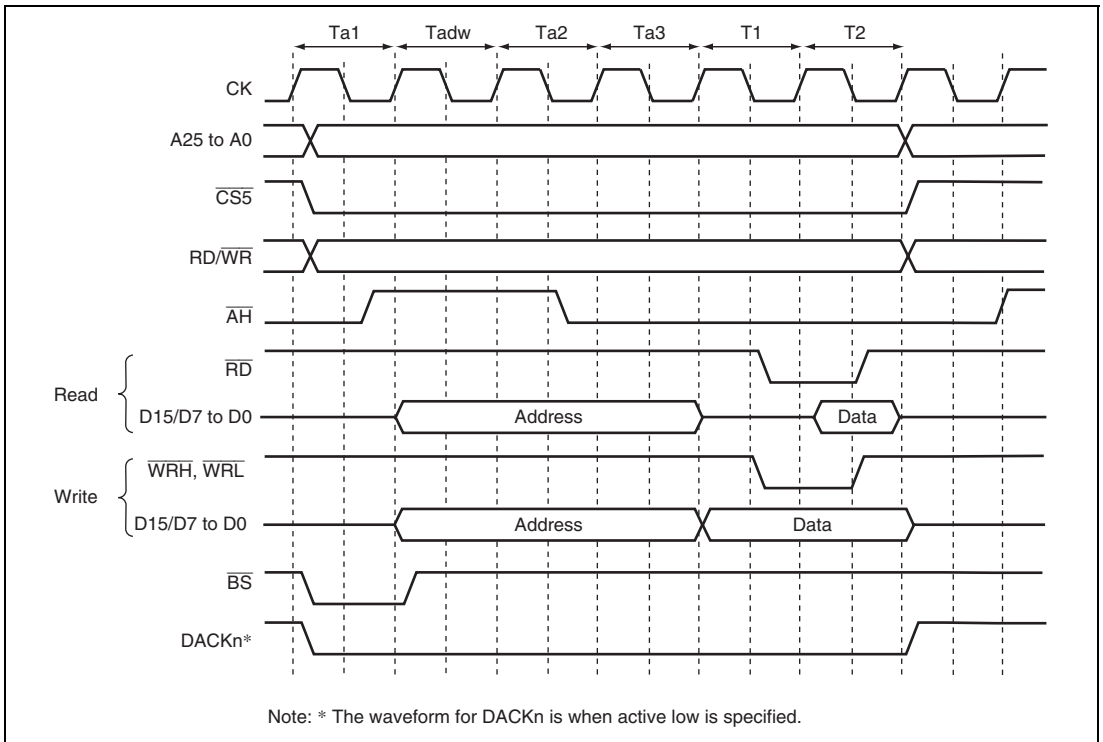 Ta1 Tadw Ta2 Ta3 T1 T2
CK
A25 to A0
CS5
RD/WR
AH
Read
RD
D15/D7 to D0 Address Data
Write
WRH, WRL
D15/D7 to D0 Address Data
BS
DACKn*
Note: * The waveform for DACKn is when active low is specified.